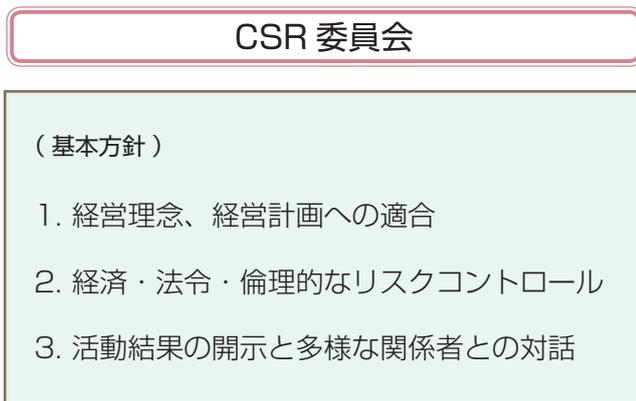 CSR 委員会
（ 基本方針 ）
1. 経営理念、経営計画への適合
2. 経済・法令・倫理的なリスクコントロール
3. 活動結果の開示と多様な関係者との対話